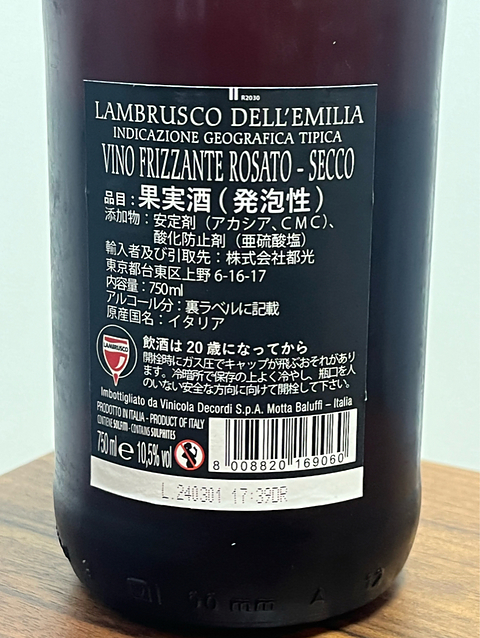 R2030
LAMBRUSCO DELL'EMILIA
INDICAZIONE GEOGRAFICA TIPICA
VINO FRIZZANTE ROSATO - SECCO
品目：果実酒（発泡性）
添加物：安定剤（アカシア、CMC）、
酸化防止剤（亜硫酸塩）
輸入者及び引取先：株式会社都光
東京都台東区上野 6-16-17
内容量：750ml
アルコール分：裏ラベルに記載
原産国名：イタリア
LAMBRUSCO
飲酒は 20 歳になってから
開栓時にガス圧でキャップが飛ぶおそれがあり
ます。冷暗所で保存の上よく冷やし、瓶口を人
のいない安全な方向に向けて開栓して下さい。
Imbottigliato da Vinicola Decordi S.p.A. Motta Baluffi – Italia
PRODOTTO IN ITALIA - PRODUCT OF ITALY
CONTIENE SOLFITI - CONTAINS SULPHITES
750 ml e 10,5% vol
8 008820 169060
L.240301 17:39DR